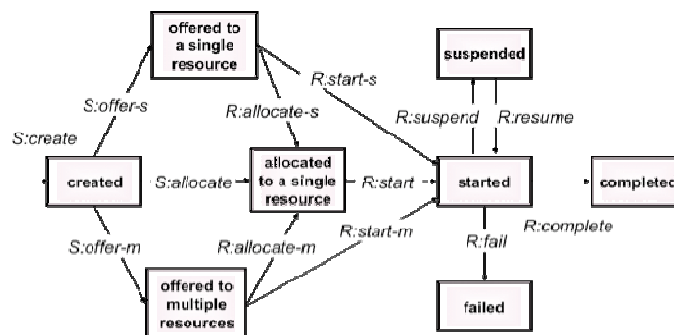 offered to
a single
resource
suspended
R:start-s
S:offer-s
R:allocate-s
R:suspend
R:resume
S:create
created
S:allocate
allocated
to a single
resource
R:start
started
completed
R:complete
S:offer-m
R:allocate-m
R:start-m
R:fail
offered to
multiple
resources
failed